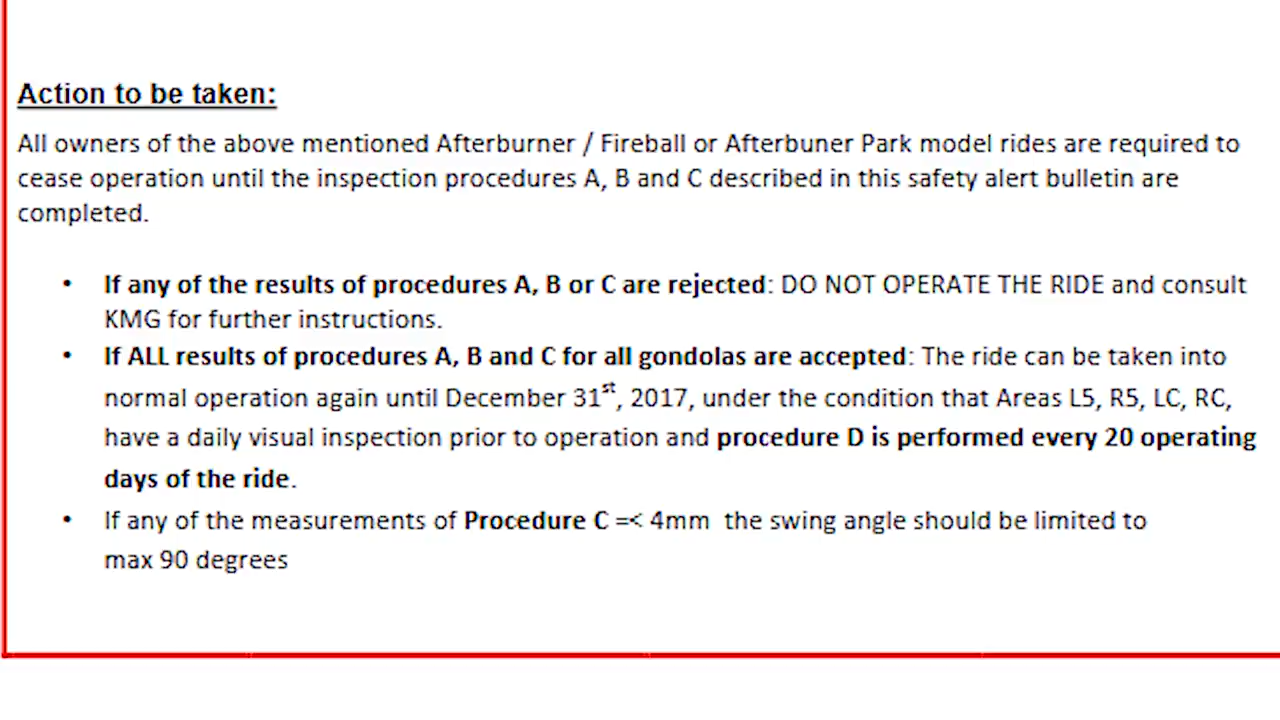 Action to be taken:
All owners of the above mentioned Afterburner / Fireball or Afterbuner Park model rides are required to
cease operation until the inspection procedures A, B and C described in this safety alert bulletin are
completed.
• If any of the results of procedures A, B or C are rejected: DO NOT OPERATE THE RIDE and consult
KMG for further instructions.
• If ALL results of procedures A, B and C for all gondolas are accepted: The ride can be taken into
normal operation again until December 31st, 2017, under the condition that Areas L5, R5, LC, RC,
have a daily visual inspection prior to operation and procedure D is performed every 20 operating
days of the ride.
• If any of the measurements of Procedure C =< 4mm  the swing angle should be limited to
max 90 degrees